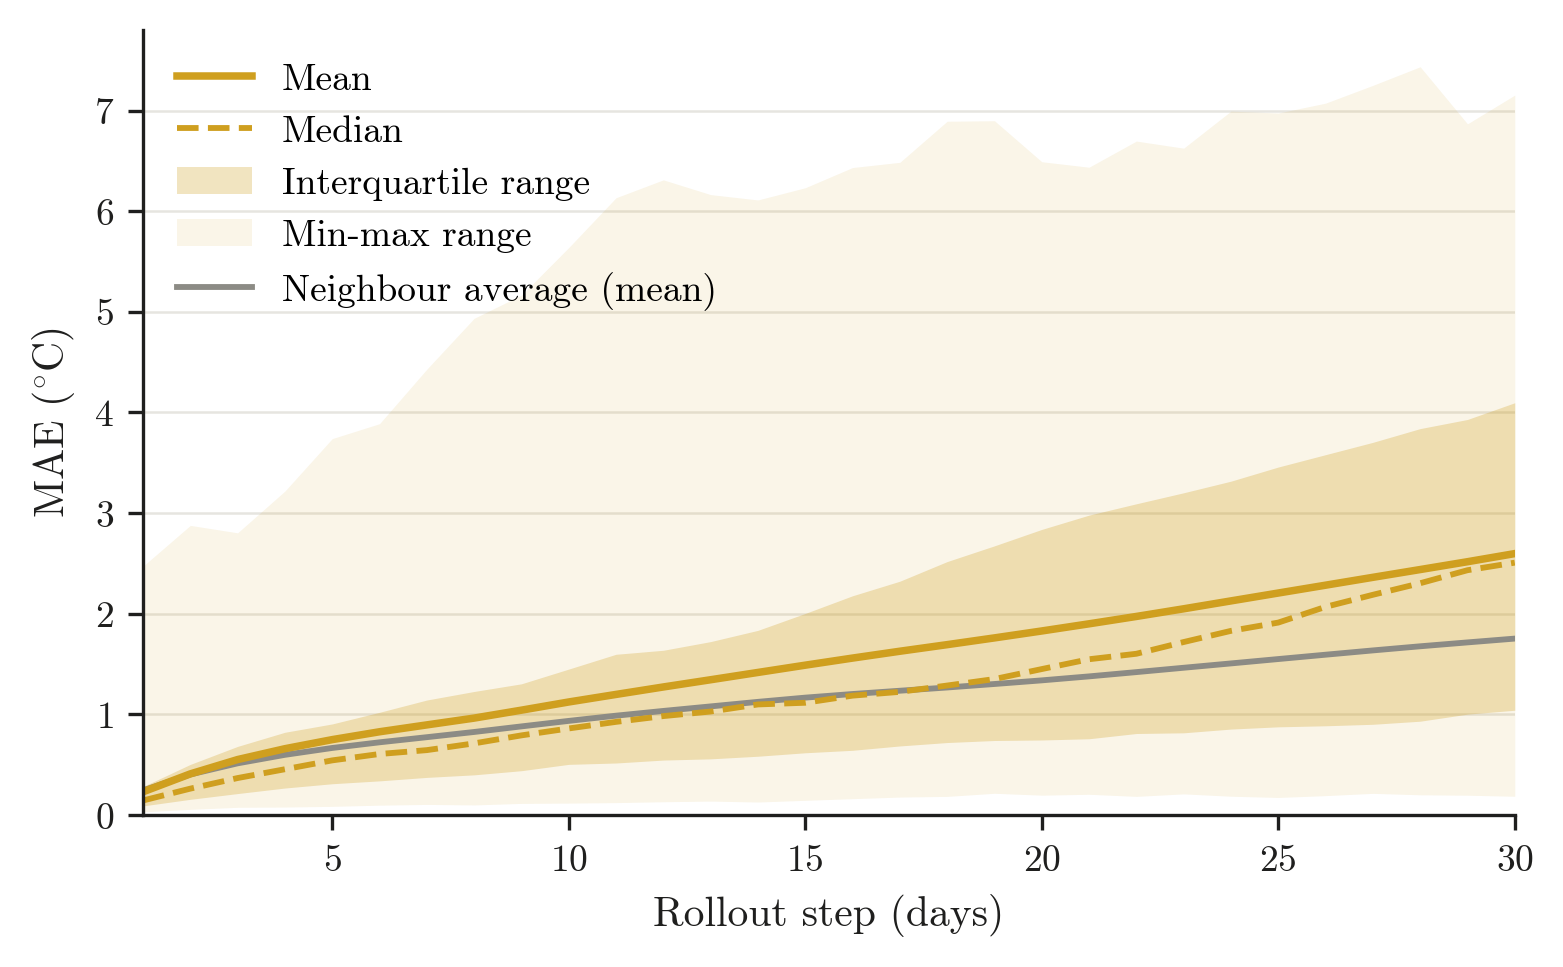 Mean
Median
Interquartile range
Min-max range
Neighbour average (mean)
MAE (°C)
7
6
5
4
3
2
1
0
5
10
15
20
25
30
Rollout step (days)